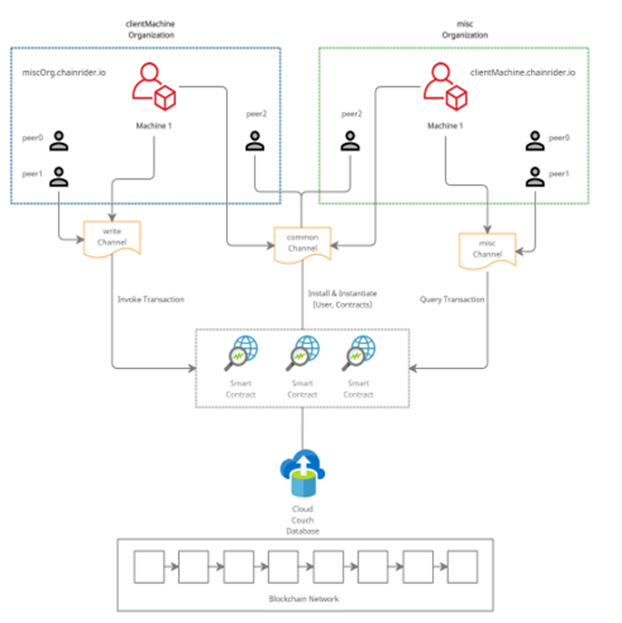 clientMachine
Organization
misc
Organization
miscOrg.chainrider.io
clientMachine.chainrider.io
Machine 1
Machine 1
peer2
peer2
peer0
peer0
peer1
peer1
write
Channel
common
Channel
misc
Channel
Invoke Transaction
Install & Instantiate
(User, Contracts)
Query Transaction
Smart
Contract
Smart
Contract
Smart
Contract
Cloud
Couch
Database
Blockchain Network